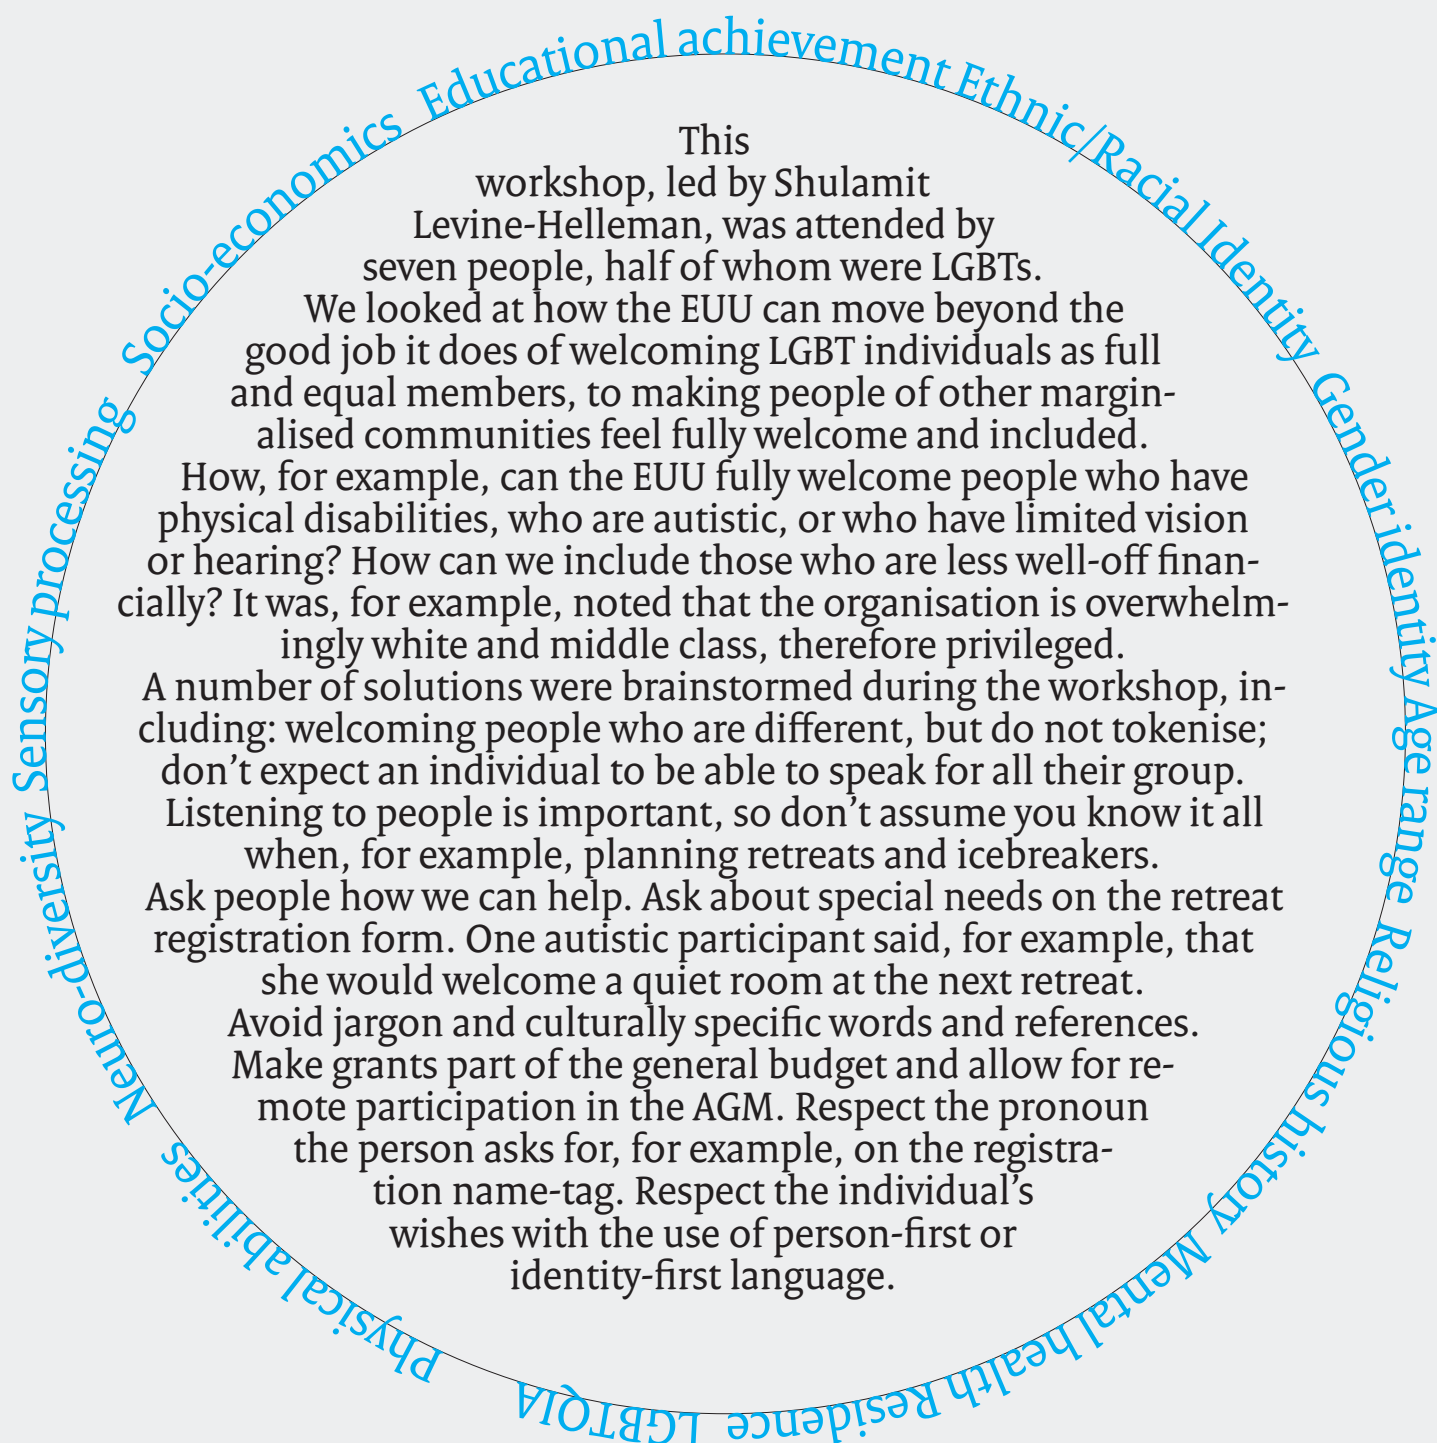 Educational achievement Ethnic/Racial Identity Gender identity Age range Religious history Mental health Residence LGBTQIA Physical abilities Neuro-diversity Sensory processing Socio-economics
This
workshop, led by Shulamit
Levine-Helleman, was attended by
seven people, half of whom were LGBTs.
We looked at how the EUU can move beyond the
good job it does of welcoming LGBT individuals as full
and equal members, to making people of other margin-
alised communities feel fully welcome and included.
How, for example, can the EUU fully welcome people who have
physical disabilities, who are autistic, or who have limited vision
or hearing? How can we include those who are less well-off finan-
cially? It was, for example, noted that the organisation is overwhelm-
ingly white and middle class, therefore privileged.
A number of solutions were brainstormed during the workshop, in-
cluding: welcoming people who are different, but do not tokenise;
don’t expect an individual to be able to speak for all their group.
Listening to people is important, so don’t assume you know it all
when, for example, planning retreats and icebreakers.
Ask people how we can help. Ask about special needs on the retreat
registration form. One autistic participant said, for example, that
she would welcome a quiet room at the next retreat.
Avoid jargon and culturally specific words and references.
Make grants part of the general budget and allow for re-
mote participation in the AGM. Respect the pronoun
the person asks for, for example, on the registra-
tion name-tag. Respect the individual’s
wishes with the use of person-first or
identity-first language.